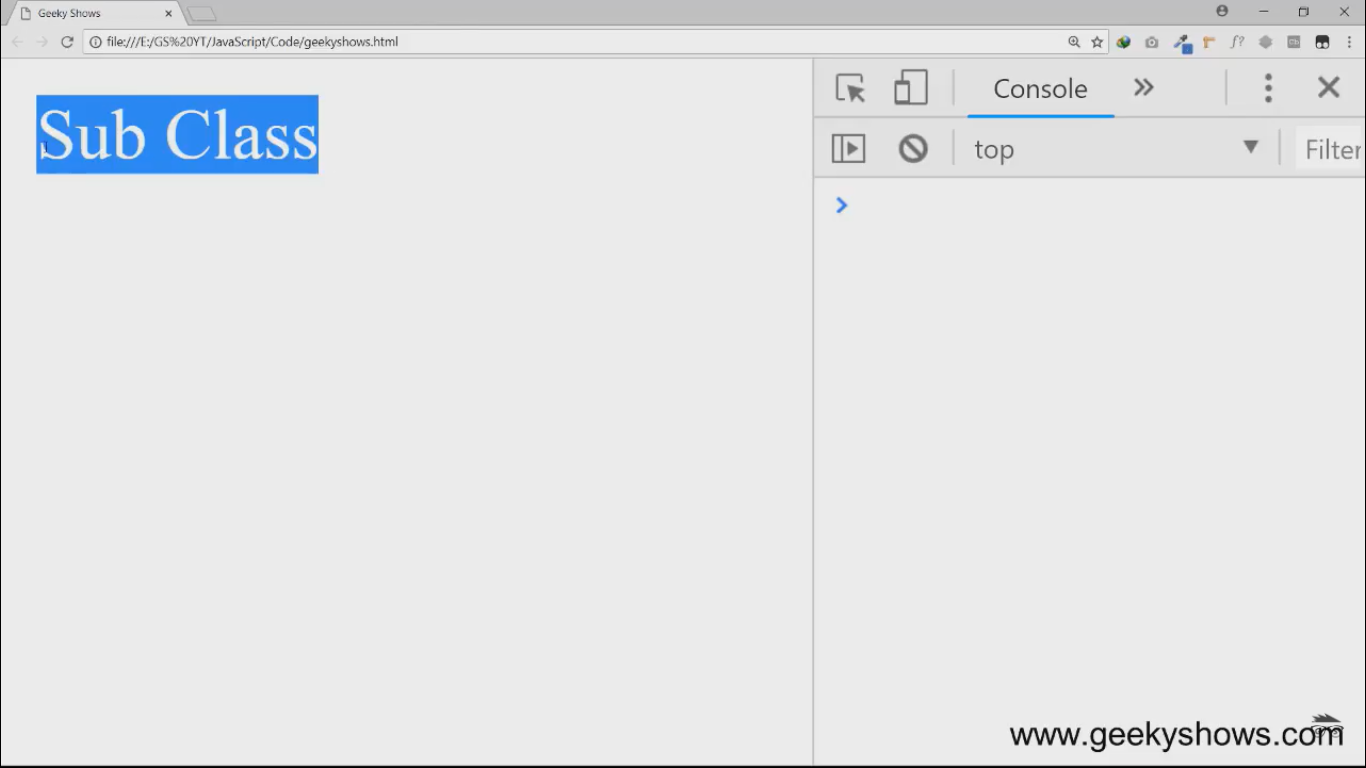 Geeky Shows
file:///E:/GS%20YT/JavaScript/Code/geekyshows.html
f?
Sub Class
Console
top
Filter
www.geekyshows.com